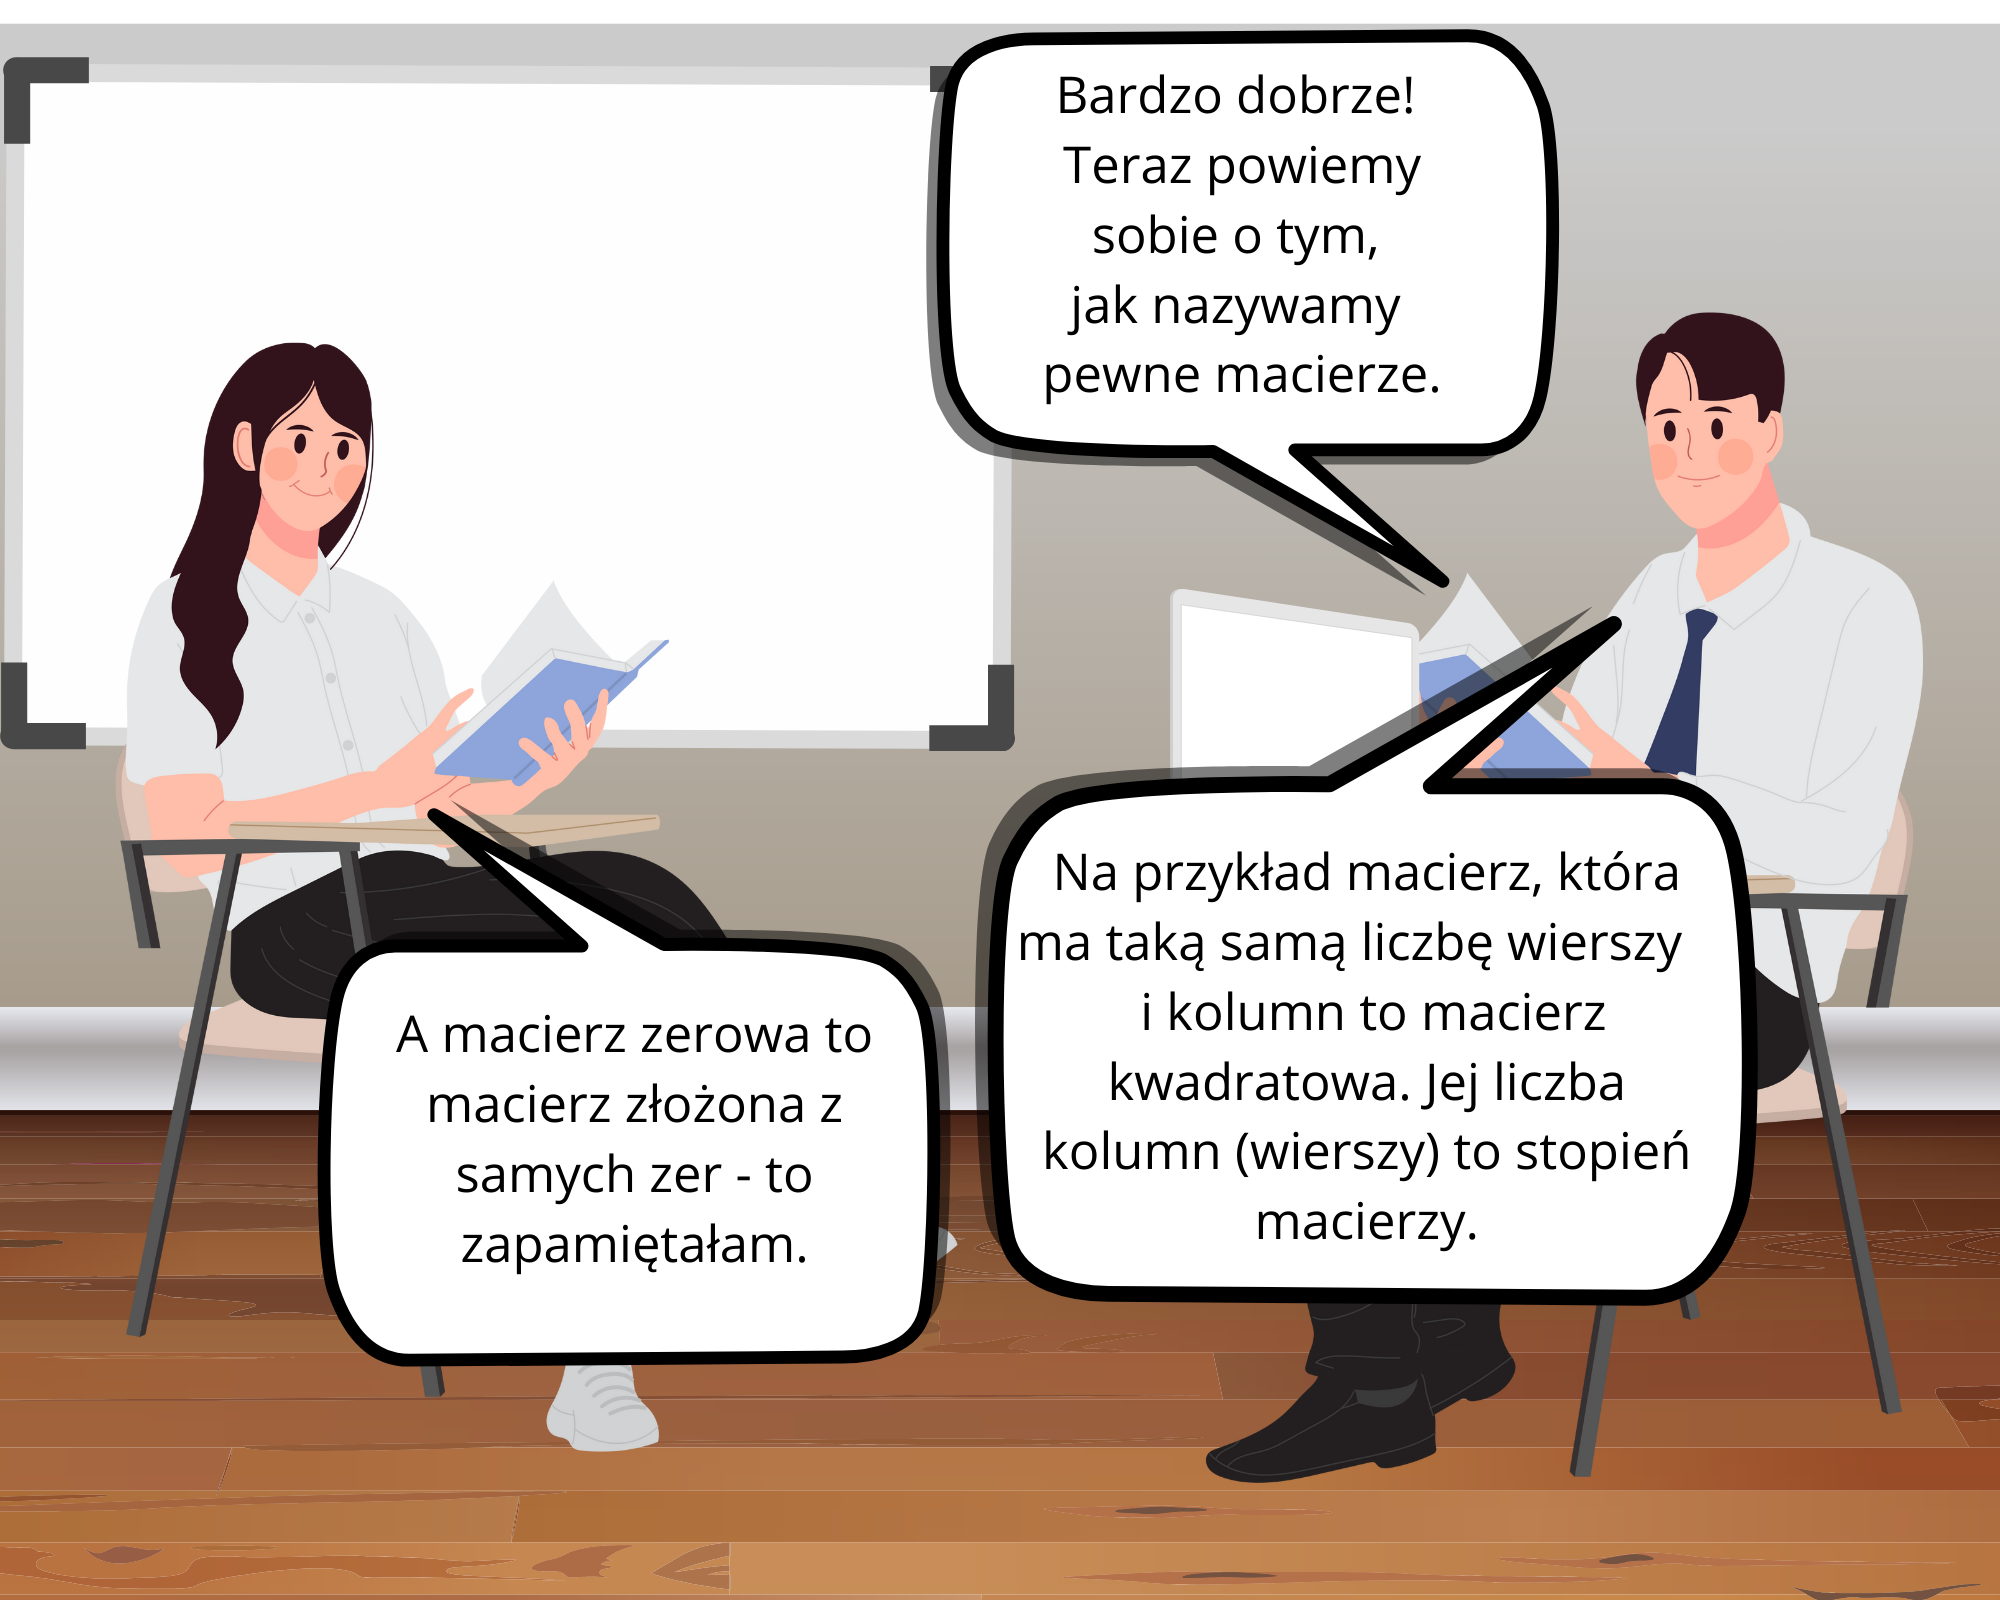 Bardzo dobrze!
Teraz powiemy
sobie o tym,
jak nazywamy
pewne macierze.
Na przykład macierz, która
ma taką samą liczbę wierszy
i kolumn to macierz
kwadratowa. Jej liczba
kolumn (wierszy) to stopień
macierzy.
A macierz zerowa to
macierz złożona z
samych zer - to
zapamiętałam.